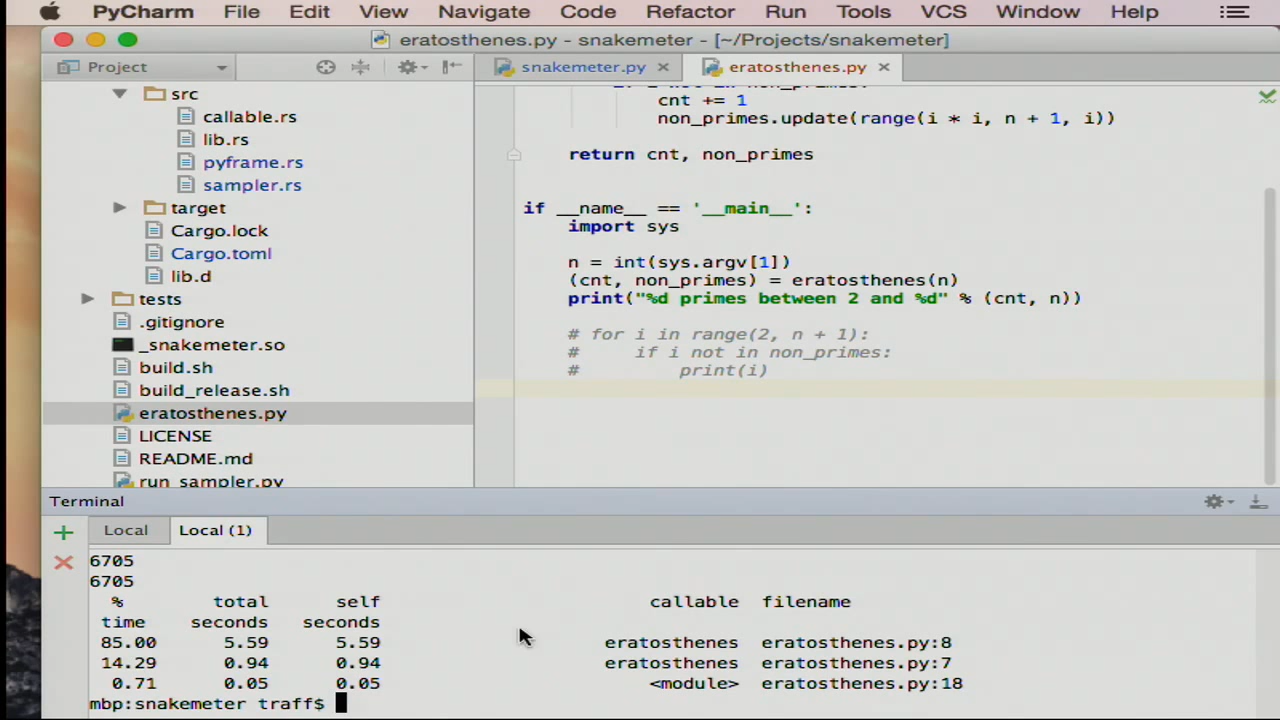 PyCharm File Edit View Navigate Code Refactor Run Tools VCS Window Help
eratosthenes.py - snakemeter - [~/Projects/snakemeter]
Project
snakemeter.py
eratosthenes.py
src
callable.rs
lib.rs
pyframe.rs
sampler.rs
target
Cargo.lock
Cargo.toml
lib.d
tests
.gitignore
_snakemeter.so
build.sh
build_release.sh
eratosthenes.py
LICENSE
README.md
run_sampler.py
cnt += 1
non_primes.update(range(i * i, n + 1, i))
return cnt, non_primes
if __name__ == '__main__':
import sys
n = int(sys.argv[1])
(cnt, non_primes) = eratosthenes(n)
print("%d primes between 2 and %d" % (cnt, n))
# for i in range(2, n + 1):
#     if i not in non_primes:
#         print(i)
Terminal
Local Local (1)
6705
6705
% total self callable filename
time seconds seconds
85.00 5.59 5.59 eratosthenes eratosthenes.py:8
14.29 0.94 0.94 eratosthenes eratosthenes.py:7
0.71 0.05 0.05 <module> eratosthenes.py:18
mbp:snakemeter traff$